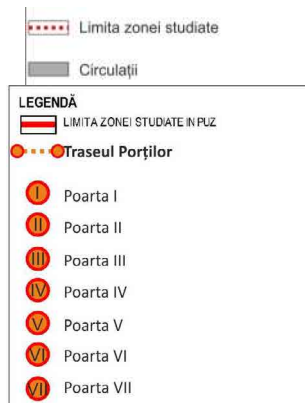 Limita zonei studiate
Circulații
LEGENDĂ
LIMITA ZONEI STUDIATE IN PUZ
Traseul Porților
I Poarta I
II Poarta II
III Poarta III
IV Poarta IV
V Poarta V
VI Poarta VI
VII Poarta VII